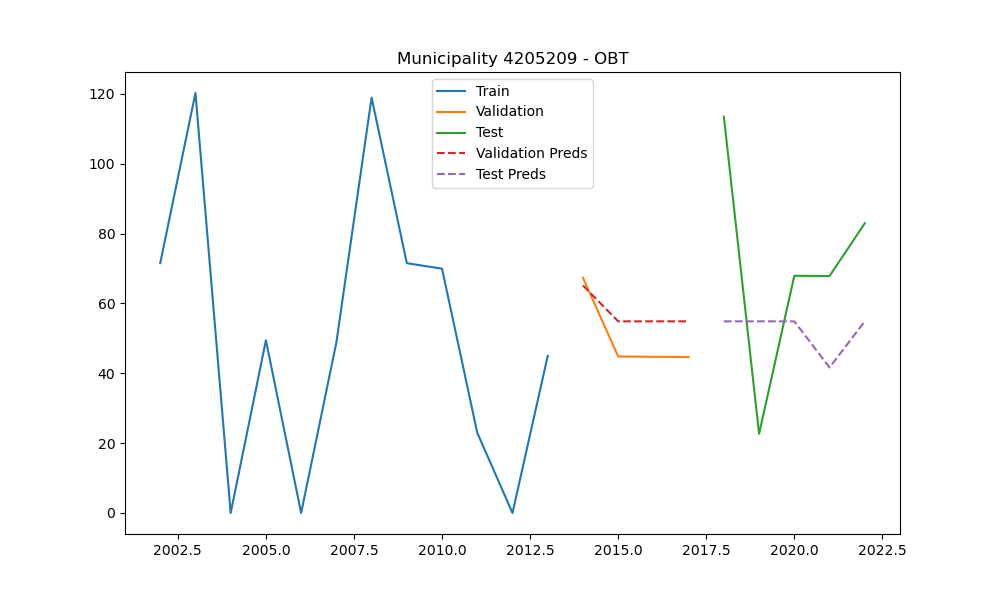 Municipality 4205209 - OBT
Train
Validation
Test
Validation Preds
Test Preds
120
100
80
60
40
20
0
2002.5 2005.0 2007.5 2010.0 2012.5 2015.0 2017.5 2020.0 2022.5